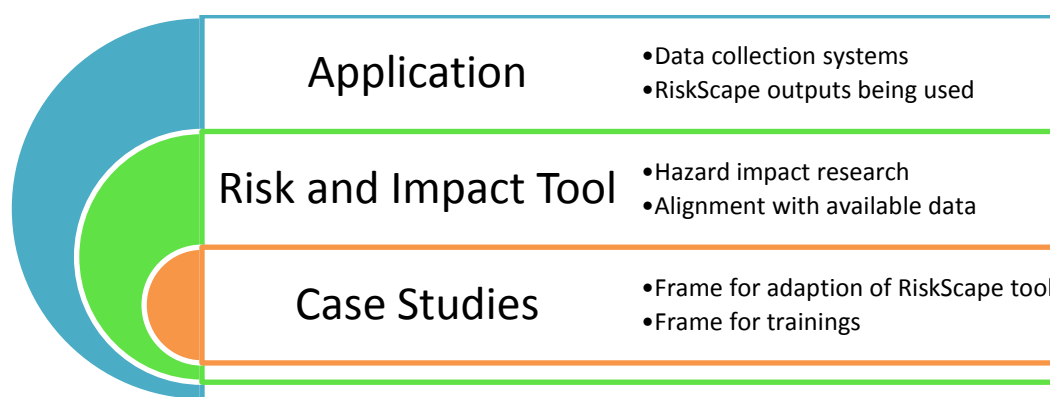 Application
•Data collection systems
•RiskScape outputs being used
Risk and Impact Tool
•Hazard impact research
•Alignment with available data
Case Studies
•Frame for adaption of RiskScape tool
•Frame for trainings